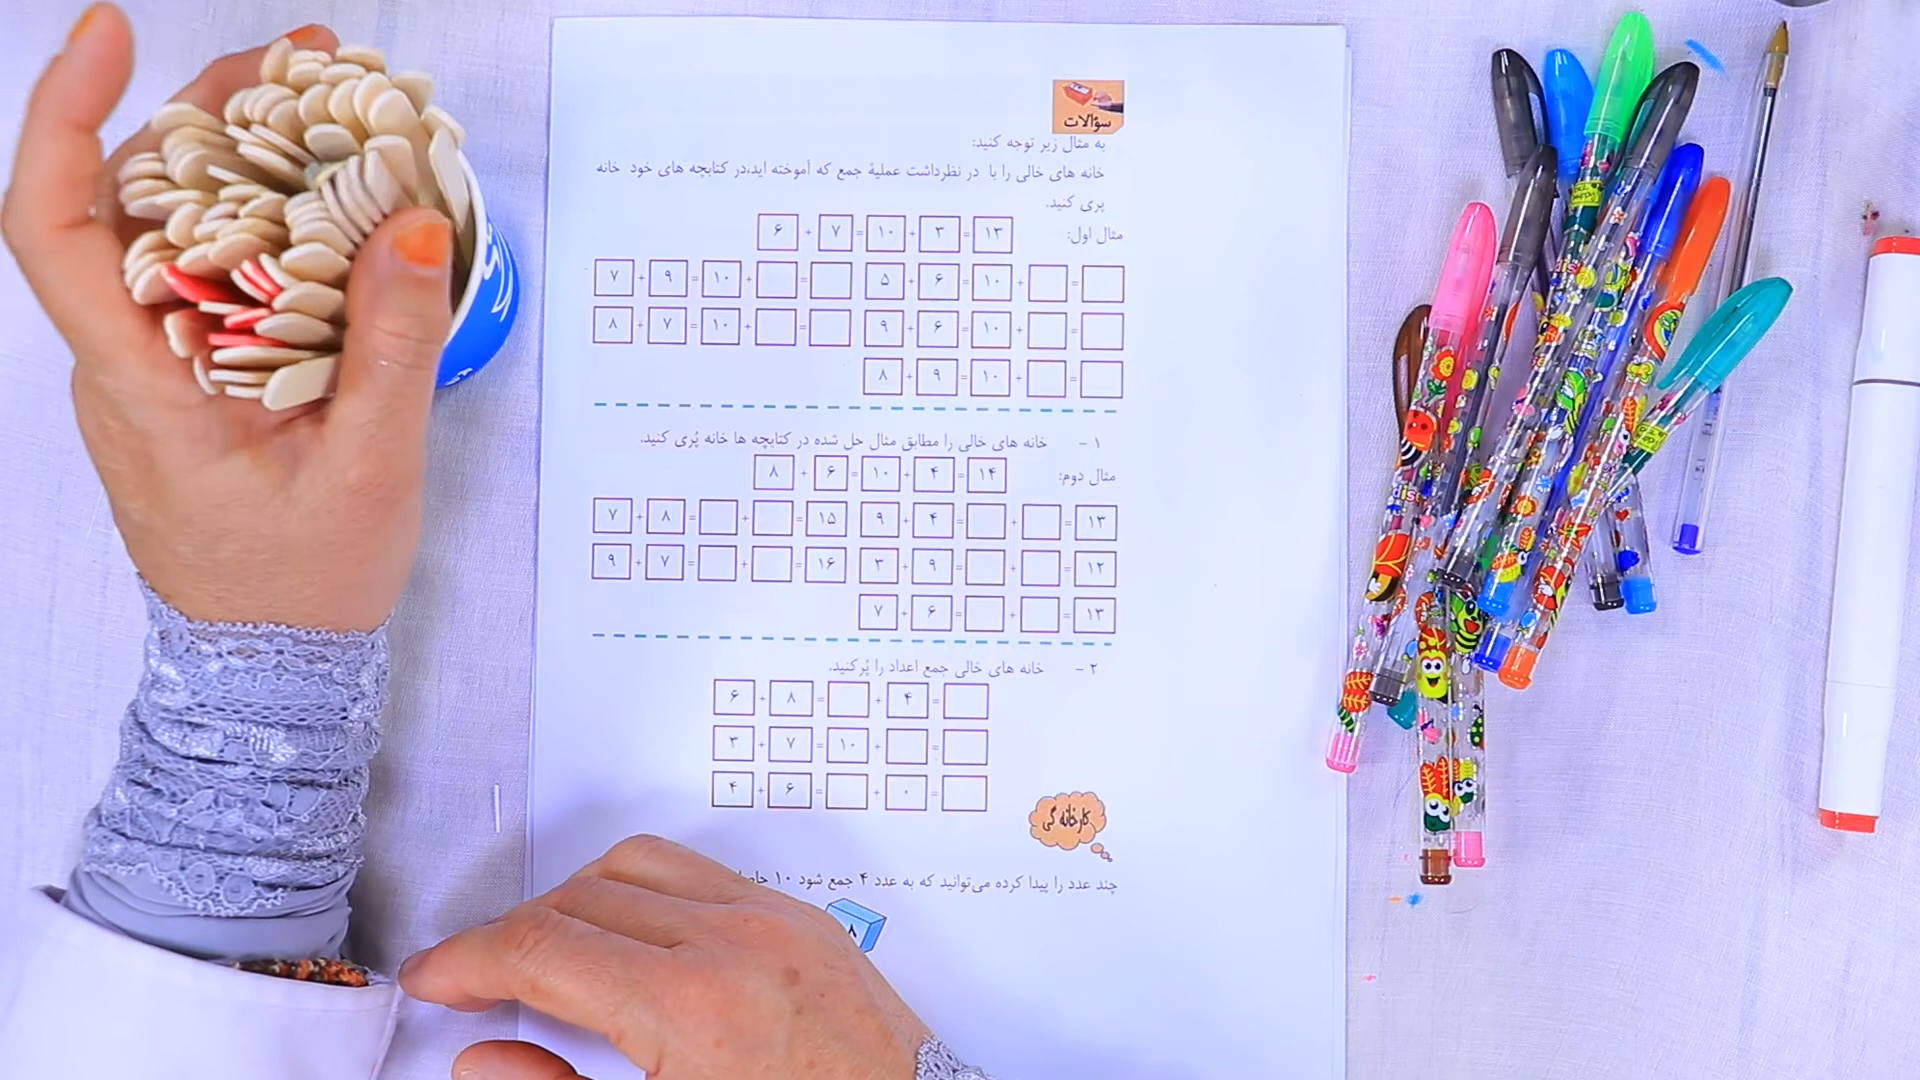 سؤالات
به مثال زیر توجه کنید:
خانه های خالی را با در نظرداشت عملیهٔ جمع که آموخته اید،در کتابچه های خود خانه
پری کنید.
مثال اول: ۶ + ۷ = ۱۰ + ۳ = ۱۳
۷ + ۹ = ۱۰ + = ۵ + ۶ = ۱۰ + =
۸ + ۷ = ۱۰ + = ۹ + ۶ = ۱۰ + =
۸ + ۹ = ۱۰ + =
۱ - خانه های خالی را مطابق مثال حل شده در کتابچه ها خانه پُری کنید.
مثال دوم: ۸ + ۶ = ۱۰ + ۴ = ۱۴
۷ + ۸ = + = ۱۵ ۹ + ۴ = + = ۱۳
۹ + ۷ = + = ۱۶ ۳ + ۹ = + = ۱۲
۷ + ۶ = + = ۱۳
۲ - خانه های خالی جمع اعداد را پُرکنید.
۶ + ۸ = + ۴ =
۳ + ۷ = ۱۰ + =
۴ + ۶ = + ۰ =
کارخانه گی
چند عدد را پیدا کرده می‌توانید که به عدد ۴ جمع شود ۱۰
۸